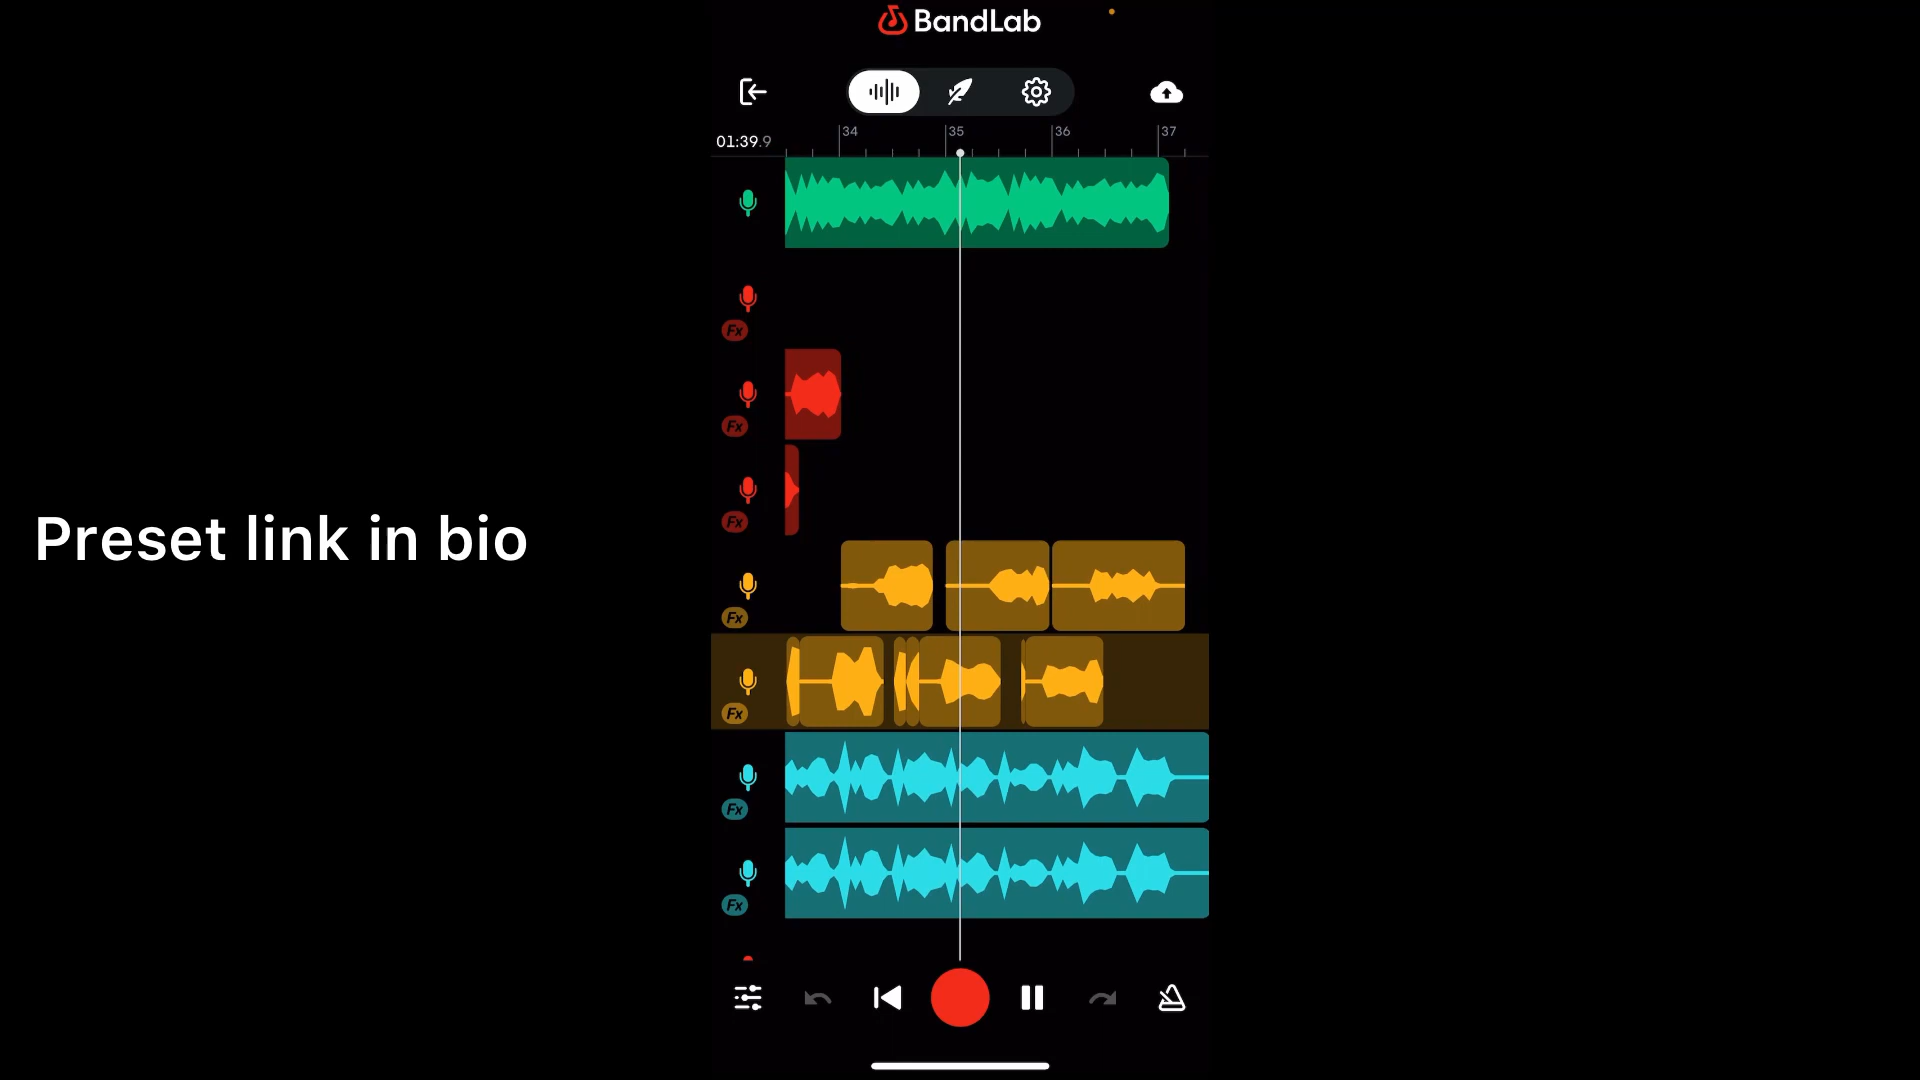 BandLab
01:39.9
34
35
36
37
Fx
Fx
Fx
Preset link in bio
Fx
Fx
Fx
Fx